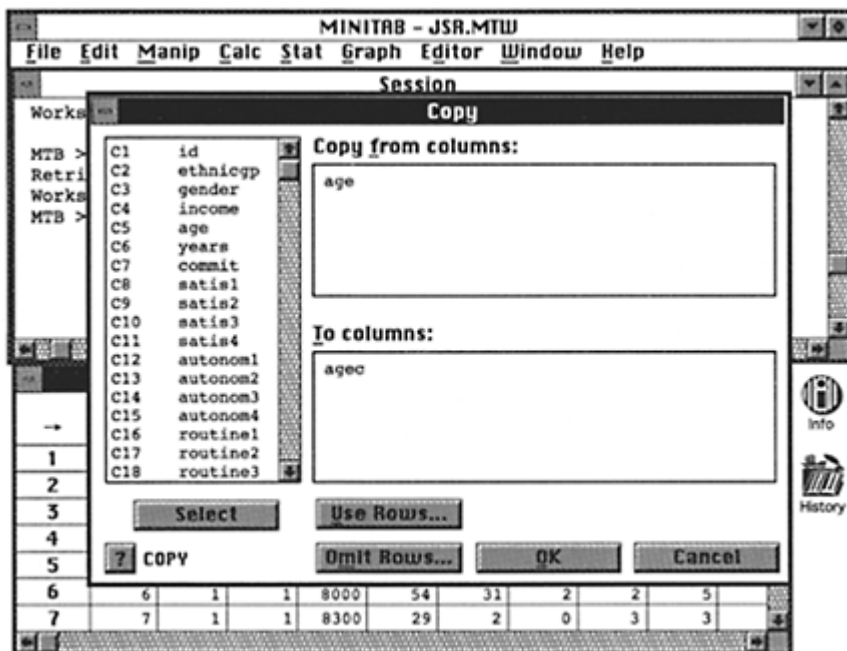 MINITAB - JSR.MTW
File Edit Manip Calc Stat Graph Editor Window Help
Session
Works
MTB >
Retri
Works
MTB >
Copy
C1 id
C2 ethnicgp
C3 gender
C4 income
C5 age
C6 years
C7 commit
C8 satis1
C9 satis2
C10 satis3
C11 satis4
C12 autonom1
C13 autonom2
C14 autonom3
C15 autonom4
C16 routine1
C17 routine2
C18 routine3
Copy from columns:
age
To columns:
agec
Select
Use Rows...
? COPY
Omit Rows...
OK
Cancel
Info
History
→
1
2
3
4
5
6 6 1 1 8000 54 31 2 2 5
7 7 1 1 8300 29 2 0 3 3